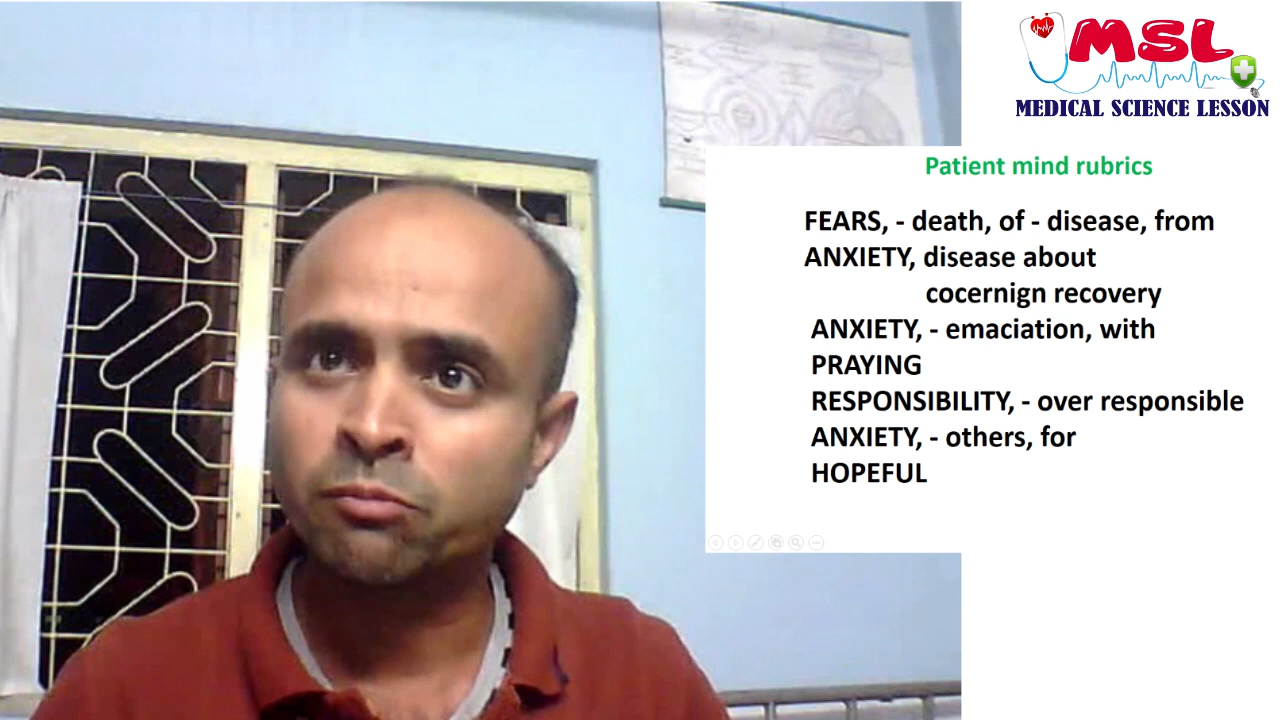 MSL
MEDICAL SCIENCE LESSON
Patient mind rubrics
FEARS, - death, of - disease, from
ANXIETY, disease about
cocernign recovery
ANXIETY, - emaciation, with
PRAYING
RESPONSIBILITY, - over responsible
ANXIETY, - others, for
HOPEFUL